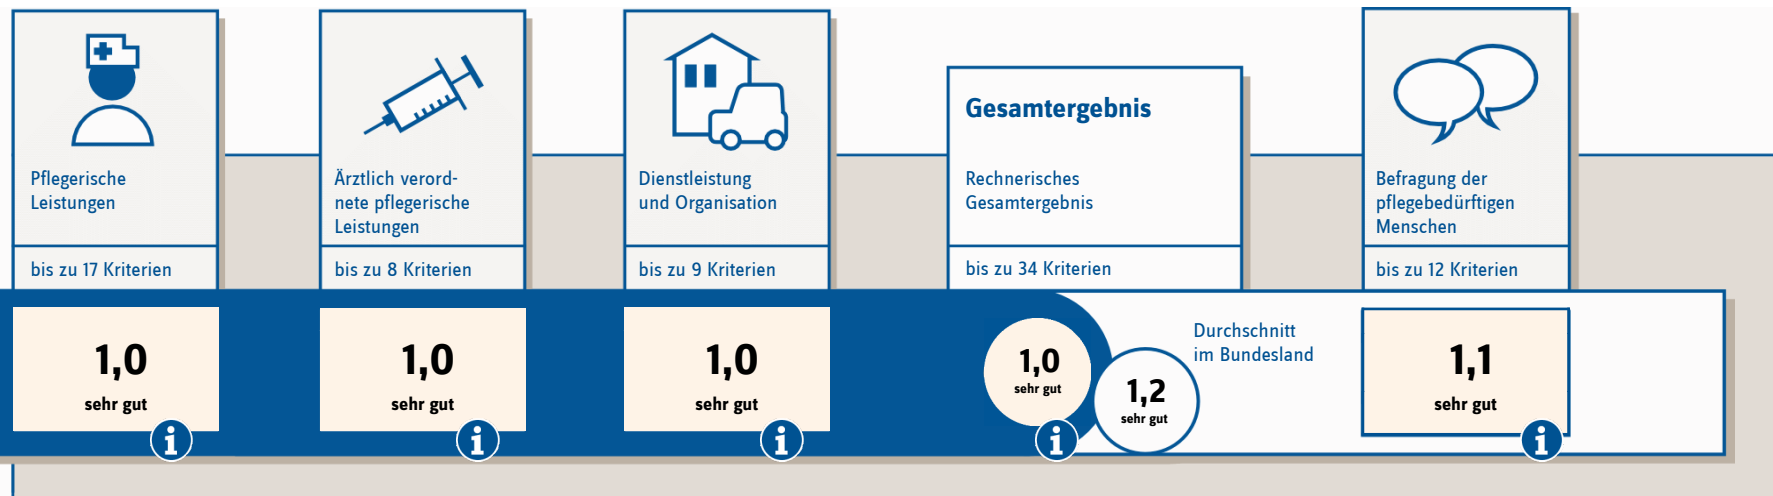 Pflegerische
Leistungen
bis zu 17 Kriterien
1,0
sehr gut
i
Ärztlich verord-
nete pflegerische
Leistungen
bis zu 8 Kriterien
1,0
sehr gut
i
Dienstleistung
und Organisation
bis zu 9 Kriterien
1,0
sehr gut
i
Gesamtergebnis
Rechnerisches
Gesamtergebnis
bis zu 34 Kriterien
1,0
sehr gut
i
1,2
sehr gut
Durchschnitt
im Bundesland
Befragung der
pflegebedürftigen
Menschen
bis zu 12 Kriterien
1,1
sehr gut
i